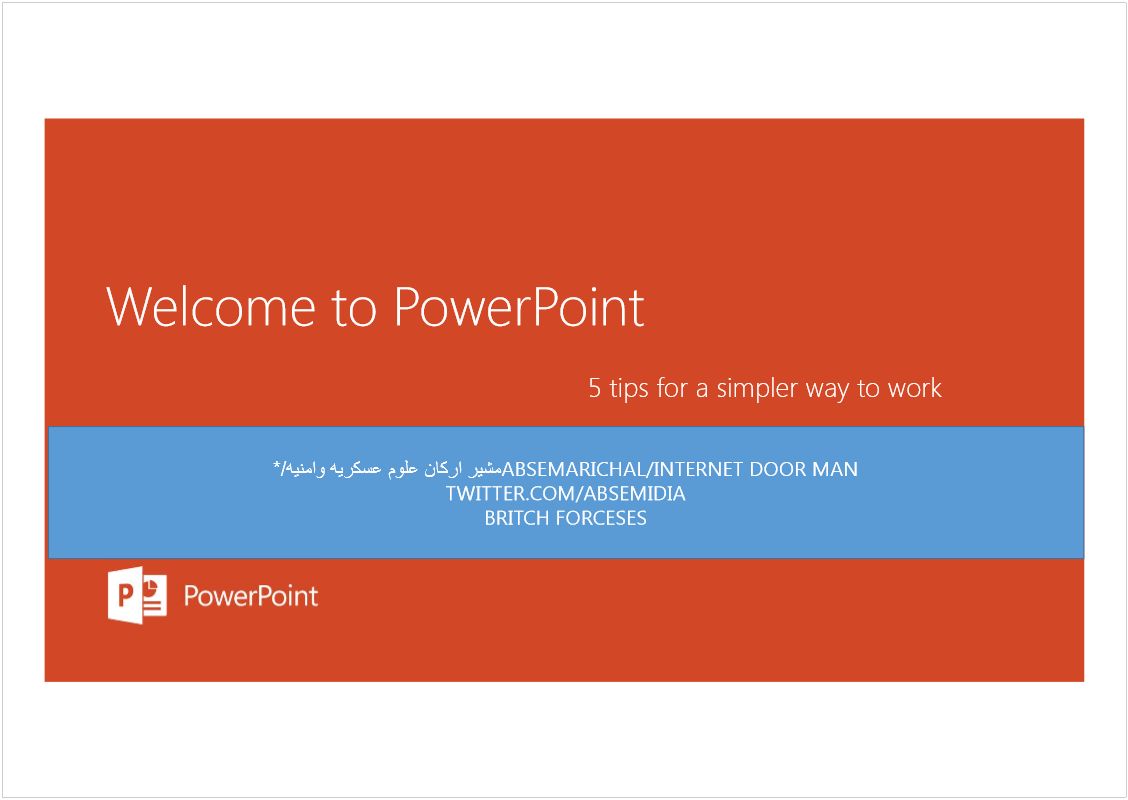 Welcome to PowerPoint
5 tips for a simpler way to work
*/مشير اركان علوم عسكريه وامنيهABSEMARICHAL/INTERNET DOOR MAN
TWITTER.COM/ABSEMIDIA
BRITCH FORCESES
P PowerPoint